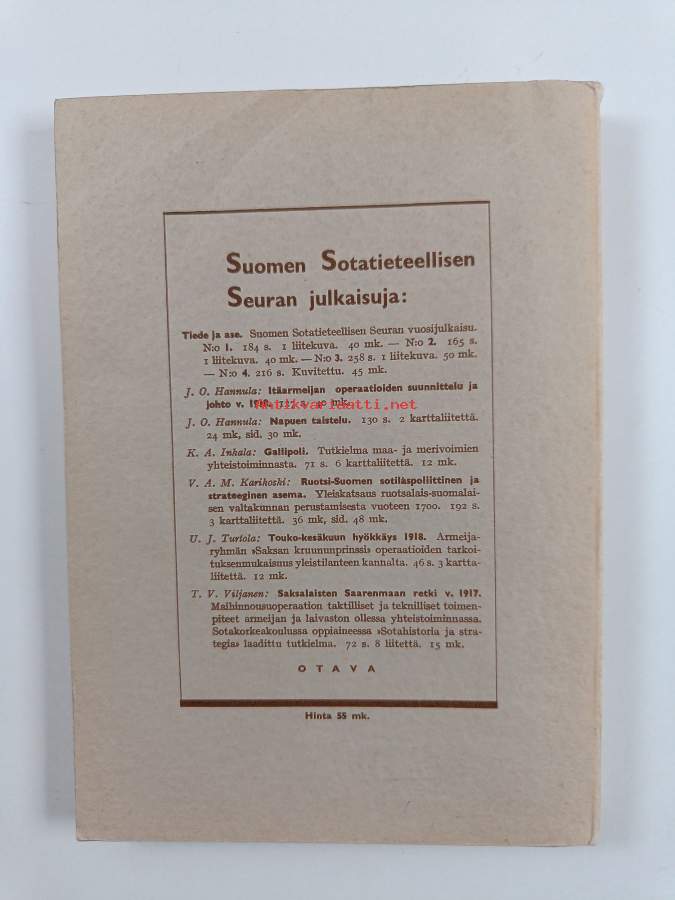 Suomen Sotatieteellisen
Seuran julkaisuja:
Tiede ja ase. Suomen Sotatieteellisen Seuran vuosijulkaisu.
N:o 1. 184 s. 1 liitekuva. 40 mk. — N:o 2. 165 s.
1 liitekuva. 40 mk. — N:o 3. 258 s. 1 liitekuva. 50 mk.
— N:o 4. 216 s. Kuvitettu. 45 mk.
J. O. Hannula: Itäarmeijan operaatioiden suunnittelu ja
johto v. 1918. s. mk.
antikvariaatti.net
J. O. Hannula: Napuen taistelu. 130 s. 2 karttaliitettä.
24 mk, sid. 30 mk.
K. A. Inhala: Gallipoli. Tutkielma maa- ja merivoimien
yhteistoiminnasta. 71 s. 6 karttaliitettä. 12 mk.
V. A. M. Karikoski: Ruotsi-Suomen sotilaspoliittinen ja
strateeginen asema. Yleiskatsaus ruotsalais-suomalai-
sen valtakunnan perustamisesta vuoteen 1700. 192 s.
3 karttaliitettä. 36 mk, sid. 48 mk.
U. J. Turtola: Touko-kesäkuun hyökkäys 1918. Armeija-
ryhmän »Saksan kruununprinssi» operaatioiden tarkoi-
tuksenmukaisuus yleistilanteen kannalta. 46 s. 3 kartta-
liitettä. 12 mk.
T. V. Viljanen: Saksalaisten Saarenmaan retki v. 1917.
Maihinnousuoperation taktilliset ja teknilliset toimen-
piteet armeijan ja laivaston ollessa yhteistoiminnassa.
Sotakorkeakoulussa oppiaineessa »Sotahistoria ja stra-
tegia» laadittu tutkielma. 72 s. 8 liitettä. 15 mk.
OTAVA
Hinta 55 mk.